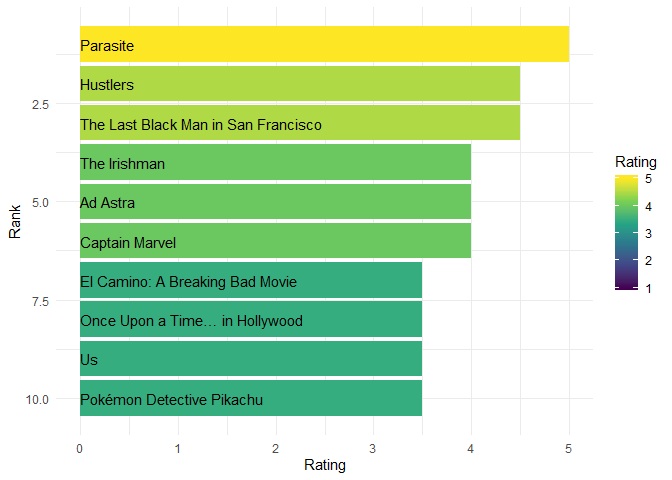 Parasite
Hustlers
The Last Black Man in San Francisco
The Irishman
Ad Astra
Captain Marvel
El Camino: A Breaking Bad Movie
Once Upon a Time… in Hollywood
Us
Pokémon Detective Pikachu
2.5
5.0
7.5
10.0
Rank
0 1 2 3 4 5
Rating
Rating
5
4
3
2
1